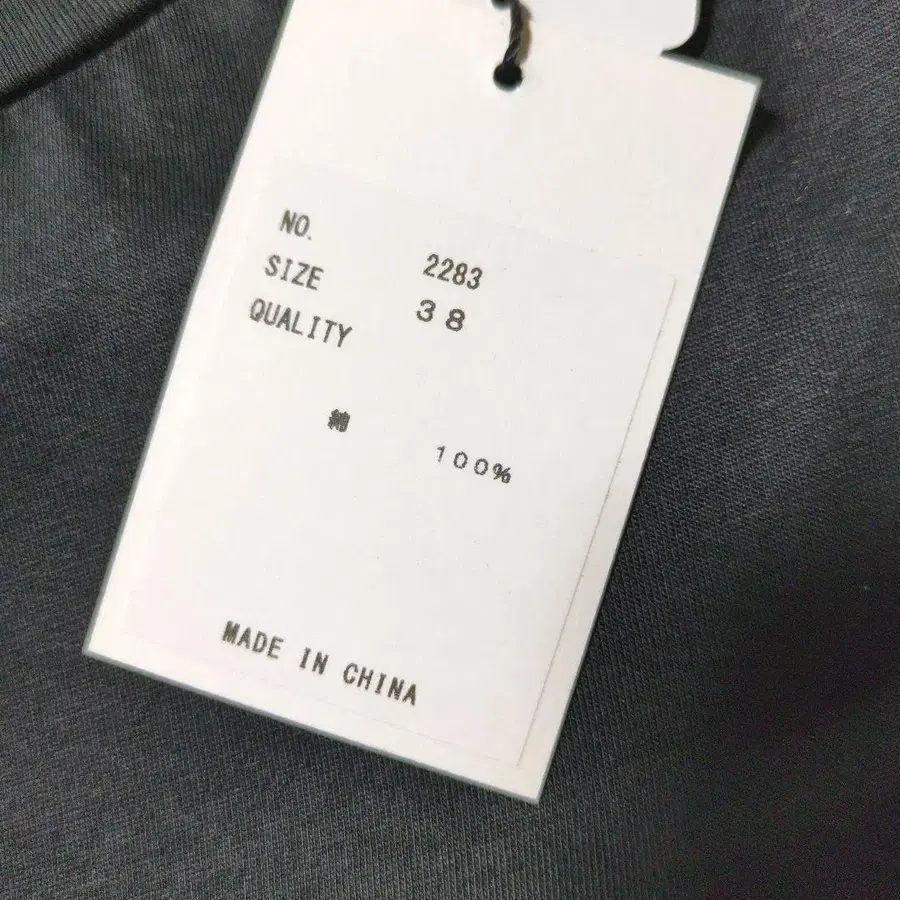 NO. 2283
SIZE 38
QUALITY
綿 100%
MADE IN CHINA